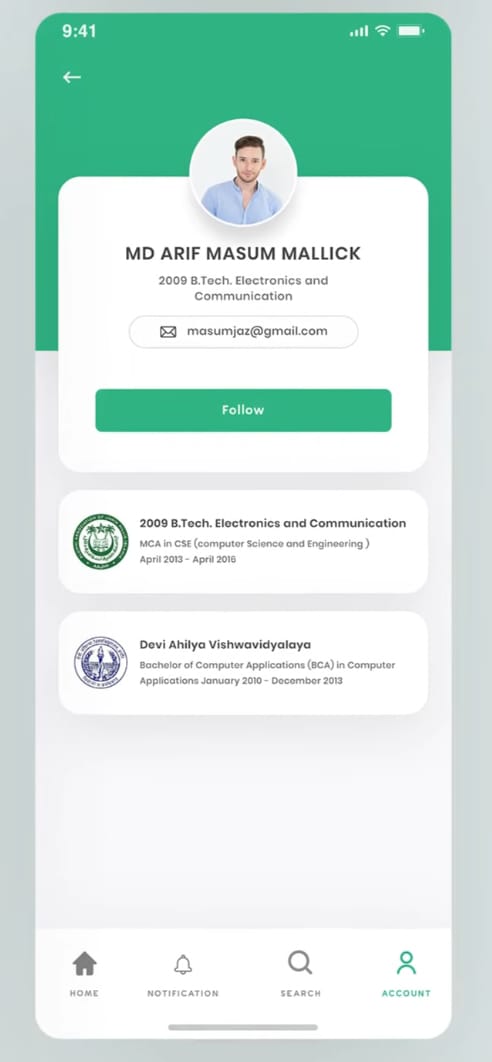 9:41
MD ARIF MASUM MALLICK
2009 B.Tech. Electronics and
Communication
masumjaz@gmail.com
Follow
2009 B.Tech. Electronics and Communication
MCA in CSE (computer Science and Engineering )
April 2013 - April 2016
Devi Ahilya Vishwavidyalaya
Bachelor of Computer Applications (BCA) in Computer
Applications January 2010 - December 2013
HOME
NOTIFICATION
SEARCH
ACCOUNT